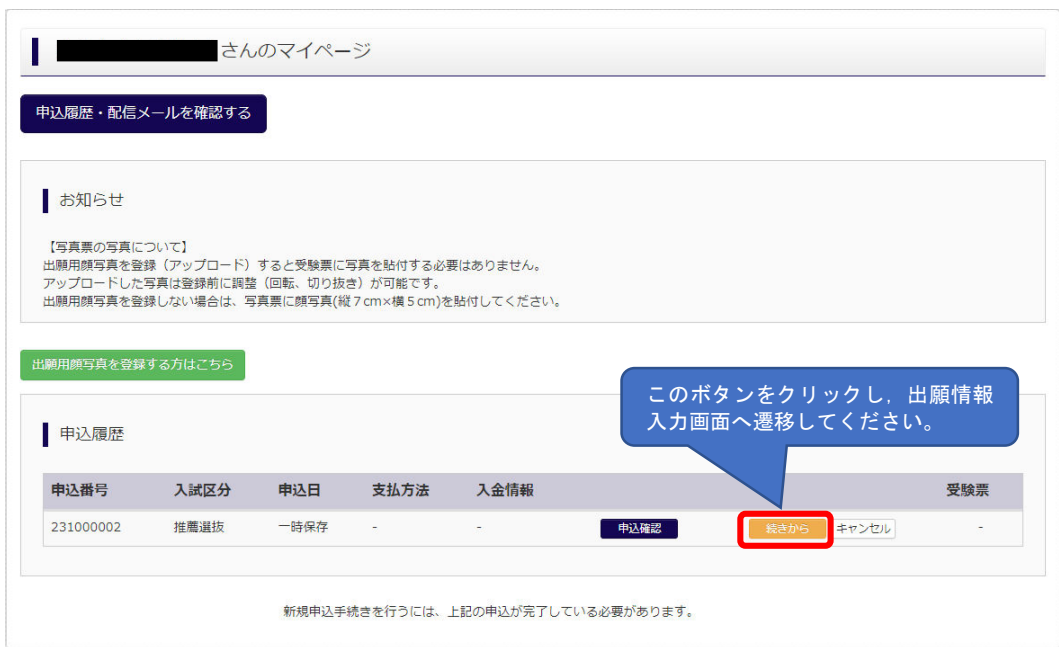 さんのマイページ
申込履歴・配信メールを確認する
お知らせ
【写真票の写真について】
出願用顔写真を登録（アップロード）すると受験票に写真を貼付する必要はありません。
アップロードした写真は登録前に調整（回転、切り抜き）が可能です。
出願用顔写真を登録しない場合は、写真票に顔写真(縦７cm×横５cm)を貼付してください。
出願用顔写真を登録する方はこちら
このボタンをクリックし，出願情報
入力画面へ遷移してください。
申込履歴
申込番号 入試区分 申込日 支払方法 入金情報 受験票
231000002 推薦選抜 一時保存 - - 申込確認 続きから キャンセル -
新規申込手続きを行うには、上記の申込が完了している必要があります。